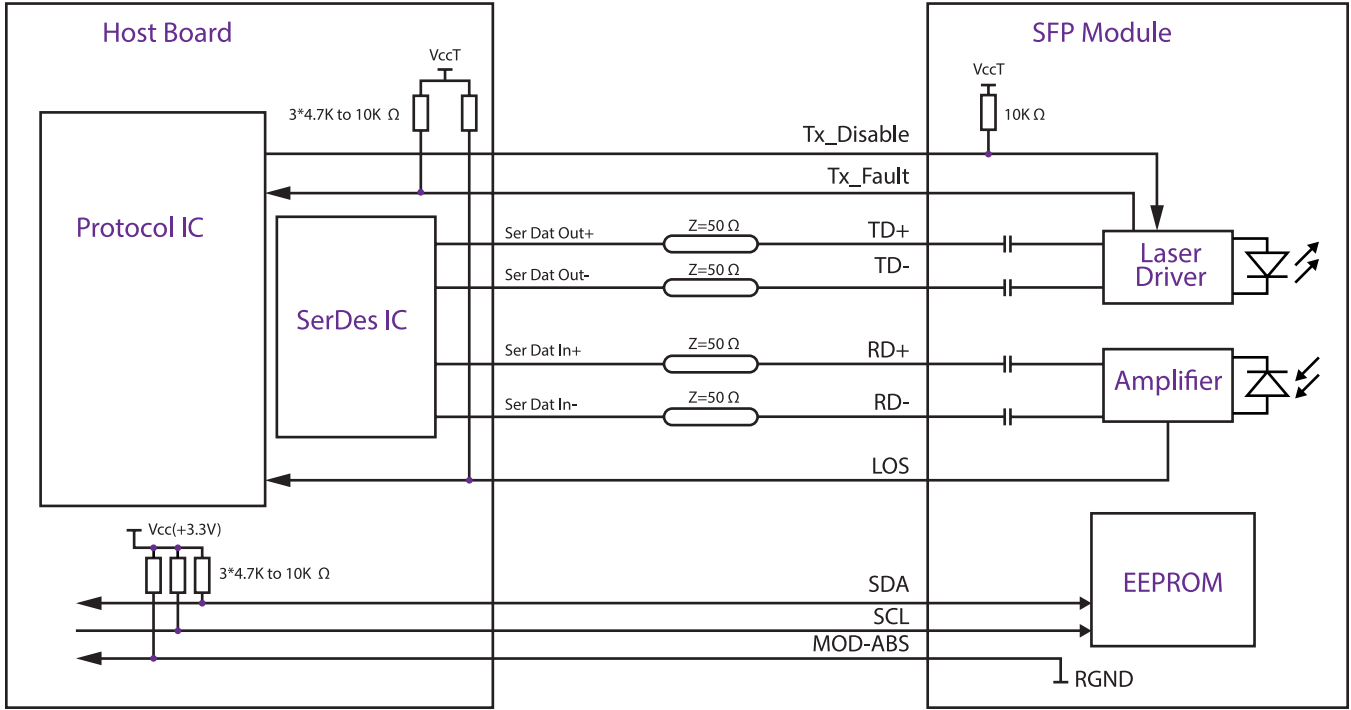 Host Board
SFP Module
VccT
VccT
3*4.7K to 10K Ω
10K Ω
Tx_Disable
Tx_Fault
Protocol IC
Ser Dat Out+
Z=50 Ω
TD+
Ser Dat Out-
Z=50 Ω
TD-
Laser
Driver
SerDes IC
Ser Dat In+
Z=50 Ω
RD+
Ser Dat In-
Z=50 Ω
RD-
Amplifier
LOS
Vcc(+3.3V)
3*4.7K to 10K Ω
SDA
SCL
MOD-ABS
EEPROM
RGND